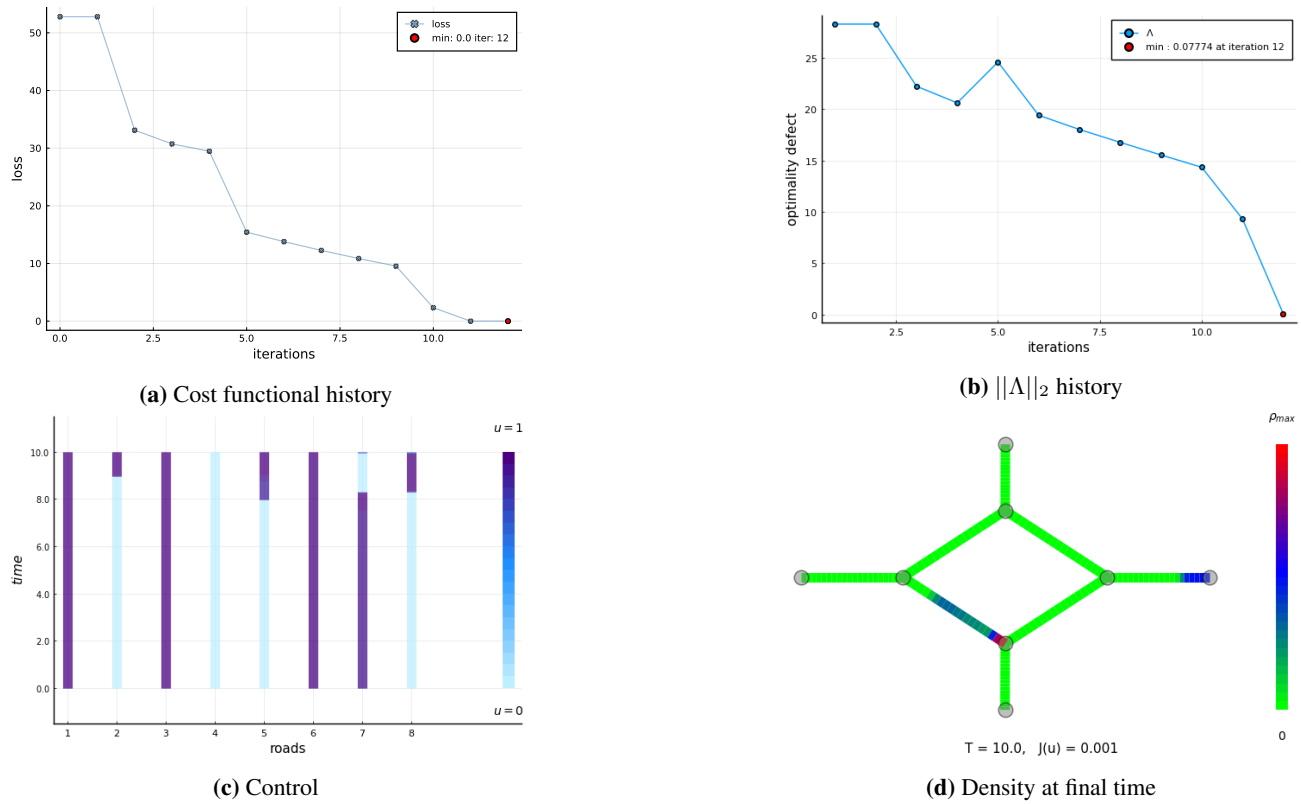 50
40
30
20
10
0
loss
loss
min: 0.0 iter: 12
0.0
2.5
5.0
7.5
10.0
iterations
(a) Cost functional history
25
20
15
10
5
0
optimality defect
Λ
min : 0.07774 at iteration 12
2.5
5.0
7.5
10.0
iterations
(b) ||Λ||₂ history
10.0
8.0
6.0
4.0
2.0
0.0
time
u = 1
u = 0
1 2 3 4 5 6 7 8
roads
(c) Control
ρmax
0
T = 10.0, J(u) = 0.001
(d) Density at final time